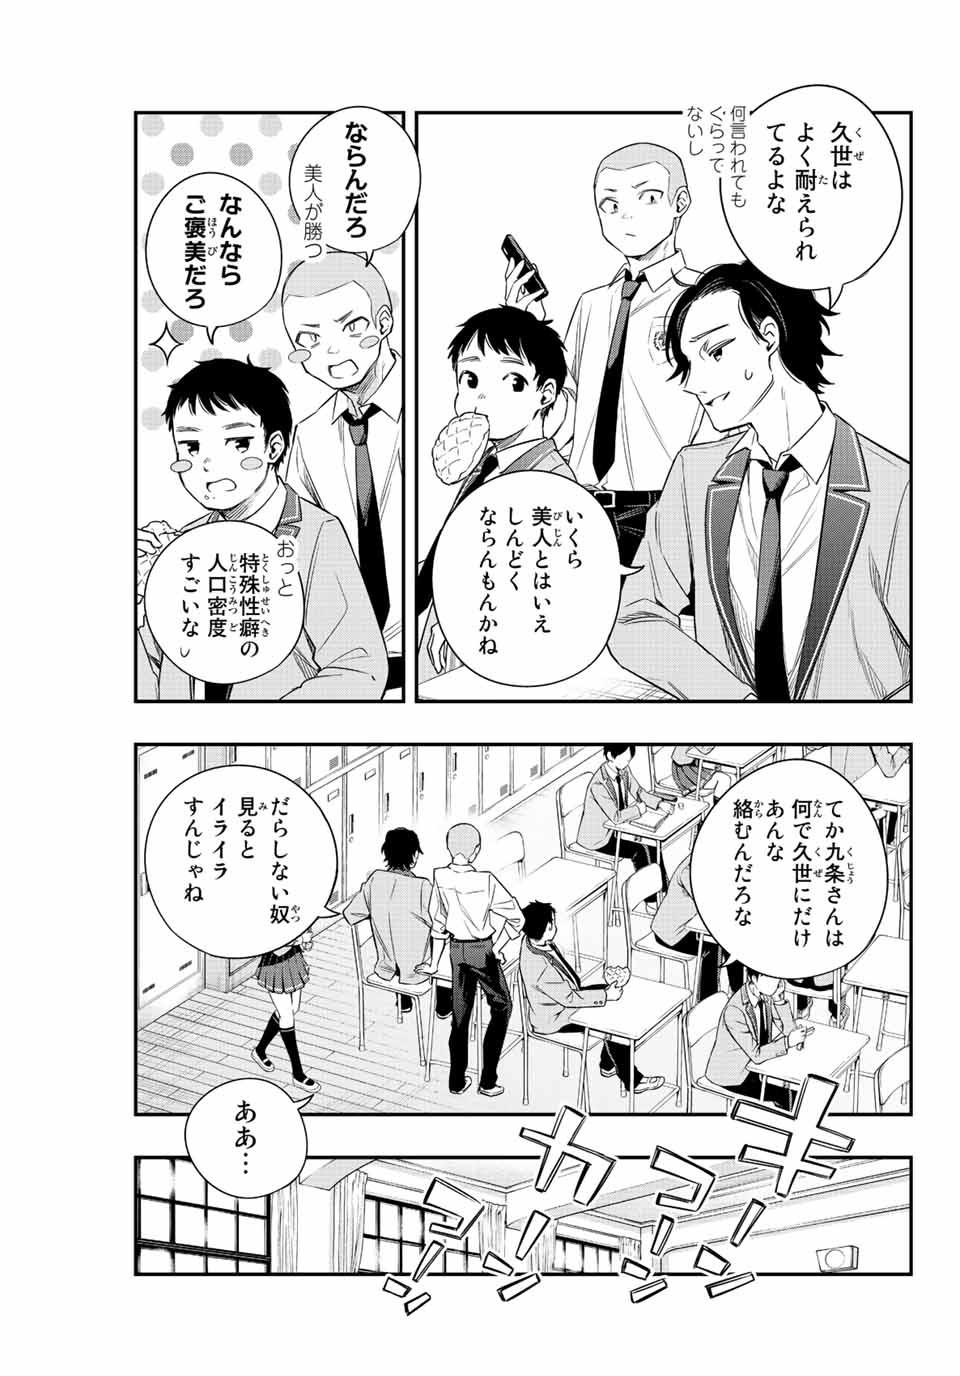 久世は
よく耐えられ
てるよな
何言われても
ぐらって
ないし
いくら
美人とはいえ
しんどく
ならんもんかね
ならんだろ
美人が勝つ
なんなら
ご褒美だろ
おっと
特殊性癖の
人口密度
すごいな
てか九条さんは
何で久世にだけ
あんな
絡むんだろな
だらしない奴
見ると
イライラ
すんじゃね
ああ…
キーンコーンカーンコーン